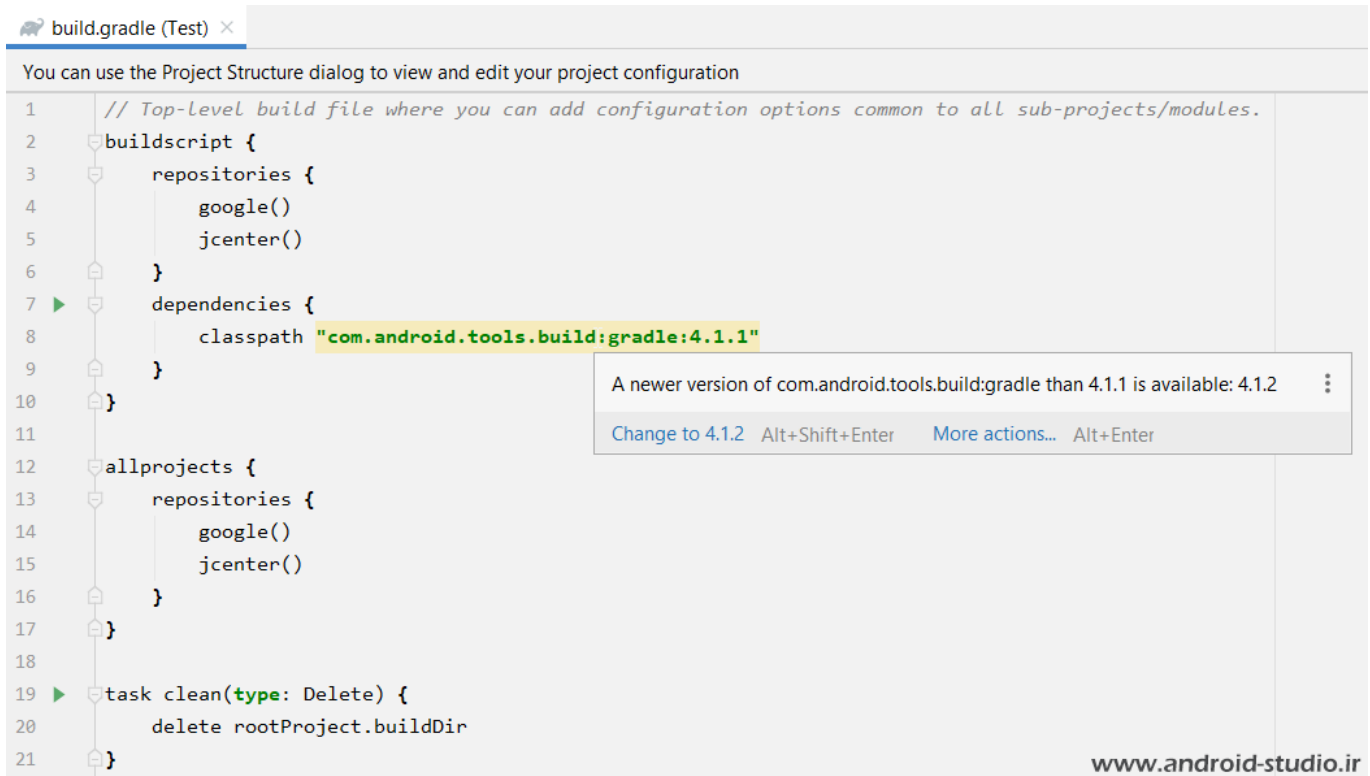 build.gradle (Test)
You can use the Project Structure dialog to view and edit your project configuration
1 // Top-level build file where you can add configuration options common to all sub-projects/modules.
2 buildscript {
3     repositories {
4         google()
5         jcenter()
6     }
7     dependencies {
8         classpath "com.android.tools.build:gradle:4.1.1"
9     }
A newer version of com.android.tools.build:gradle than 4.1.1 is available: 4.1.2
10 }
Change to 4.1.2 Alt+Shift+Enter More actions... Alt+Enter
11
12 allprojects {
13     repositories {
14         google()
15         jcenter()
16     }
17 }
18
19 task clean(type: Delete) {
20     delete rootProject.buildDir
21 }
www.android-studio.ir